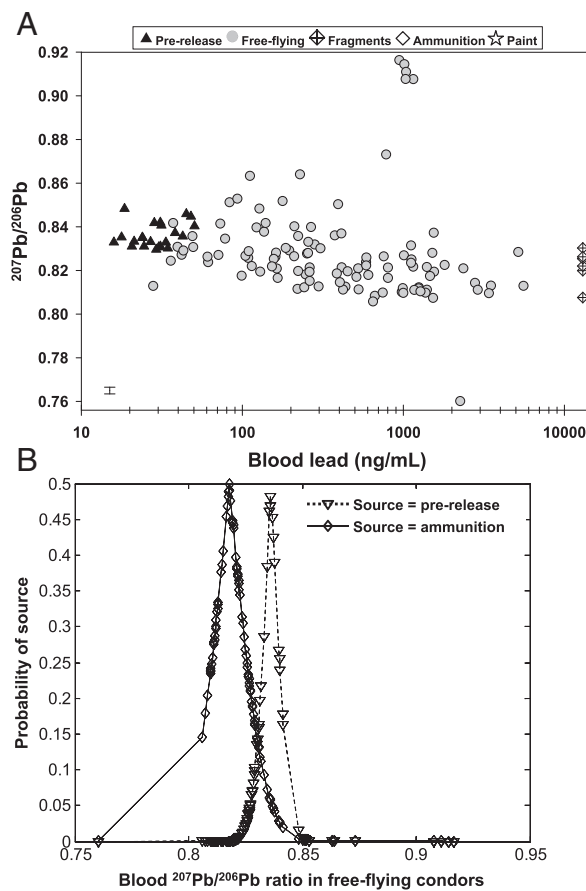 A
Pre-release Free-flying Fragments Ammunition Paint
0.92
0.90
0.88
0.86
0.84
0.82
0.80
0.78
0.76
207Pb/206Pb
10 100 1000 10000
Blood lead (ng/mL)
B
0.5
0.45
0.4
0.35
0.3
0.25
0.2
0.15
0.1
0.05
0
Probability of source
Source = pre-release
Source = ammunition
0.75 0.8 0.85 0.9 0.95
Blood 207Pb/206Pb ratio in free-flying condors